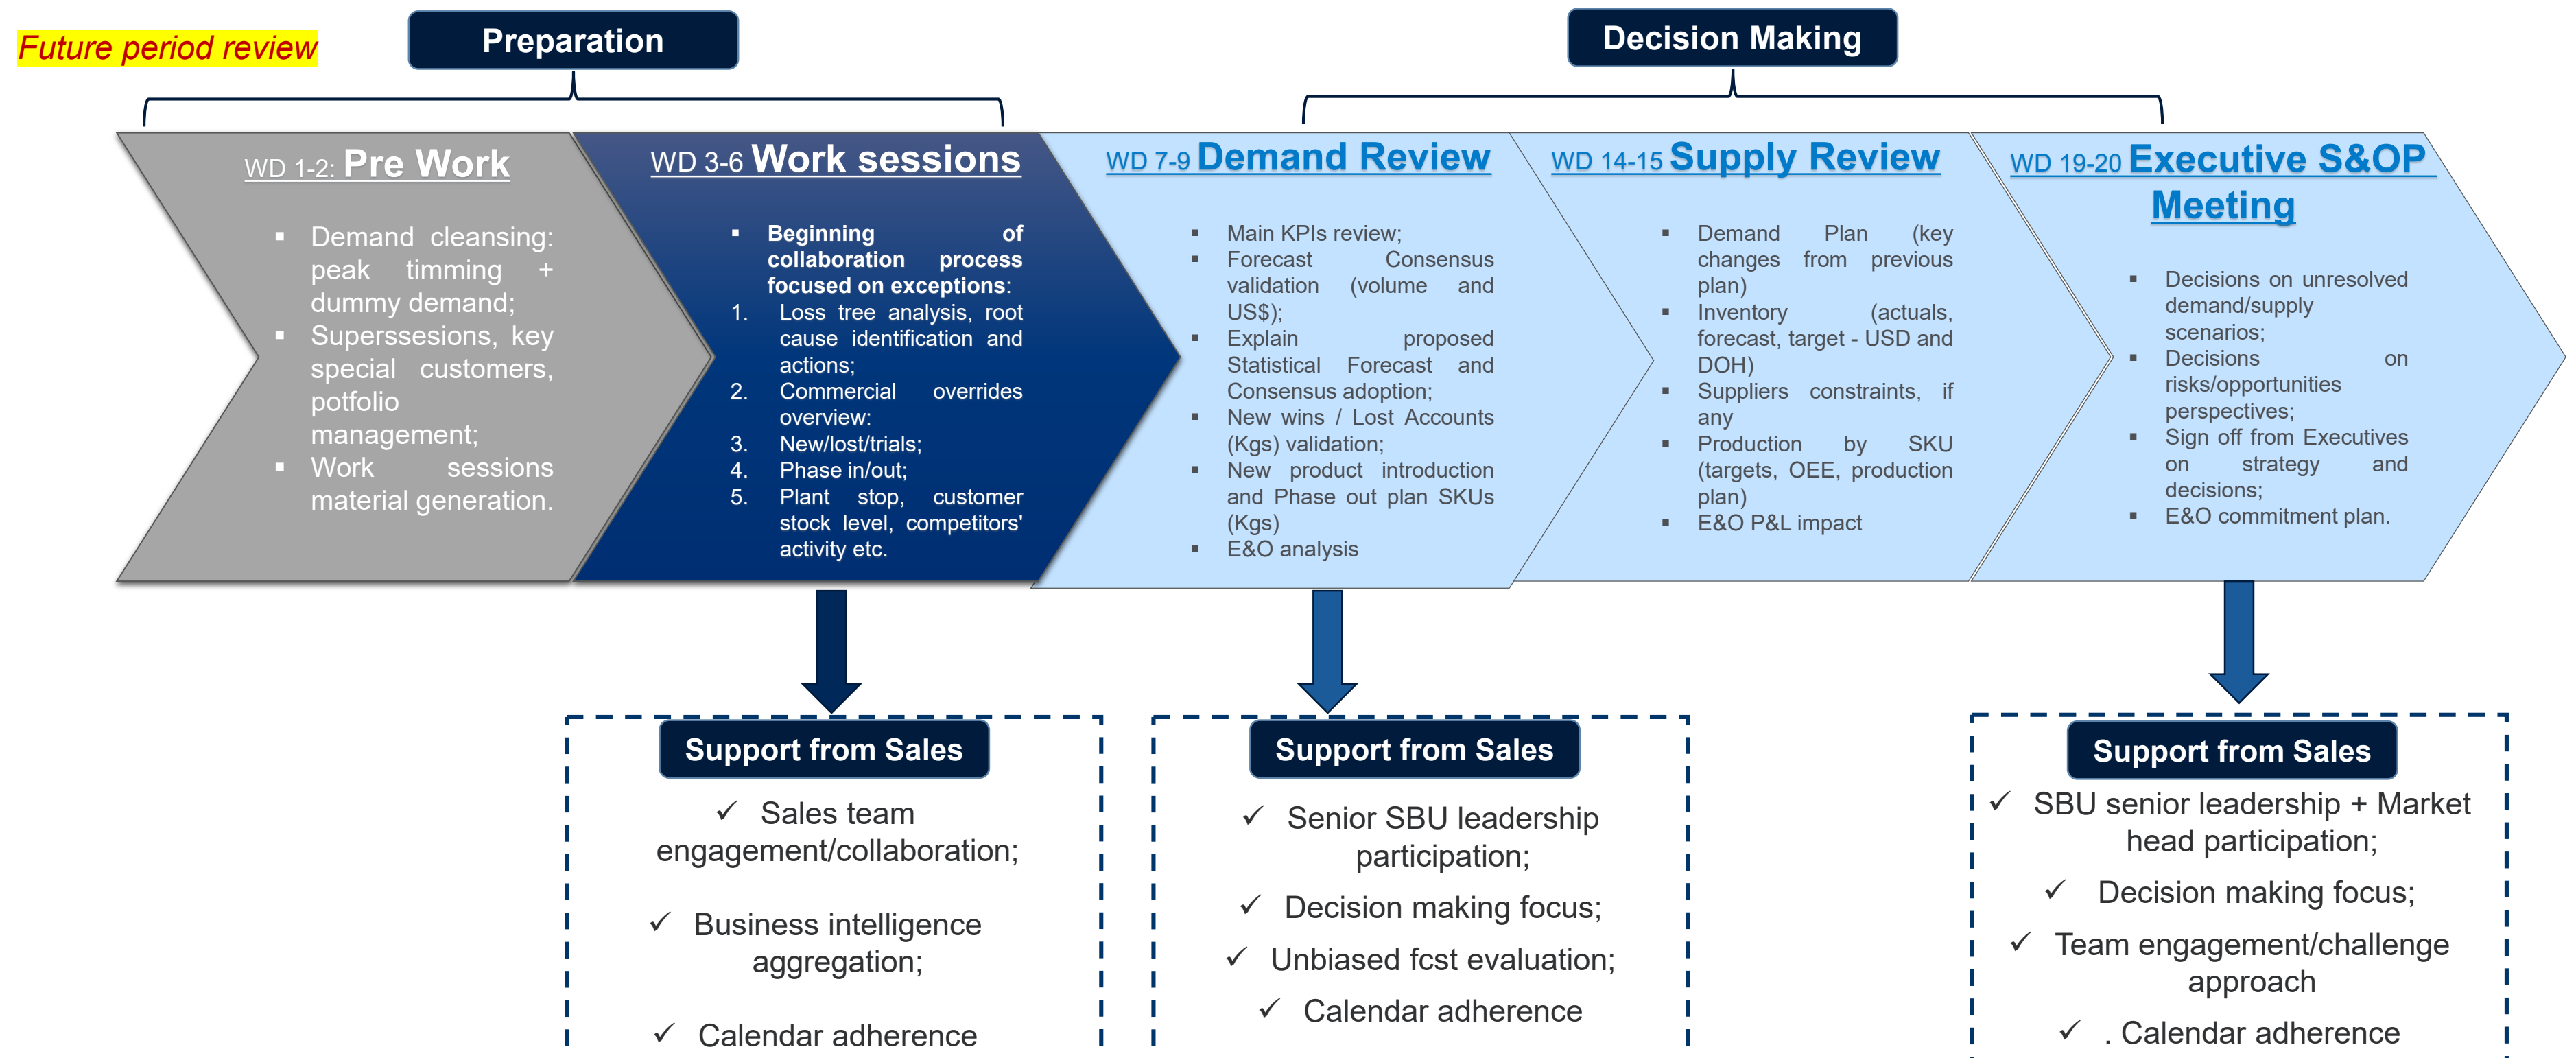 Future period review
Preparation
Decision Making
WD 1-2: Pre Work
Demand cleansing:
peak timming +
dummy demand;
Superssesions, key
special customers,
potfolio
management;
Work sessions
material generation.
WD 3-6 Work sessions
Beginning of
collaboration process
focused on exceptions:
1. Loss tree analysis, root
cause identification and
actions;
2. Commercial overrides
overview:
3. New/lost/trials;
4. Phase in/out;
5. Plant stop, customer
stock level, competitors'
activity etc.
WD 7-9 Demand Review
Main KPIs review;
Forecast Consensus
validation (volume and
US$);
Explain proposed
Statistical Forecast and
Consensus adoption;
New wins / Lost Accounts
(Kgs) validation;
New product introduction
and Phase out plan SKUs
(Kgs)
E&O analysis
WD 14-15 Supply Review
Demand Plan (key
changes from previous
plan)
Inventory (actuals,
forecast, target - USD and
DOH)
Suppliers constraints, if
any
Production by SKU
(targets, OEE, production
plan)
E&O P&L impact
WD 19-20 Executive S&OP
Meeting
Decisions on unresolved
demand/supply
scenarios;
Decisions on
risks/opportunities
perspectives;
Sign off from Executives
on strategy and
decisions;
E&O commitment plan.
Support from Sales
✓ Sales team
engagement/collaboration;
✓ Business intelligence
aggregation;
✓ Calendar adherence
Support from Sales
✓ Senior SBU leadership
participation;
✓ Decision making focus;
✓ Unbiased fcst evaluation;
✓ Calendar adherence
Support from Sales
✓ SBU senior leadership + Market
head participation;
✓ Decision making focus;
✓ Team engagement/challenge
approach
✓ . Calendar adherence